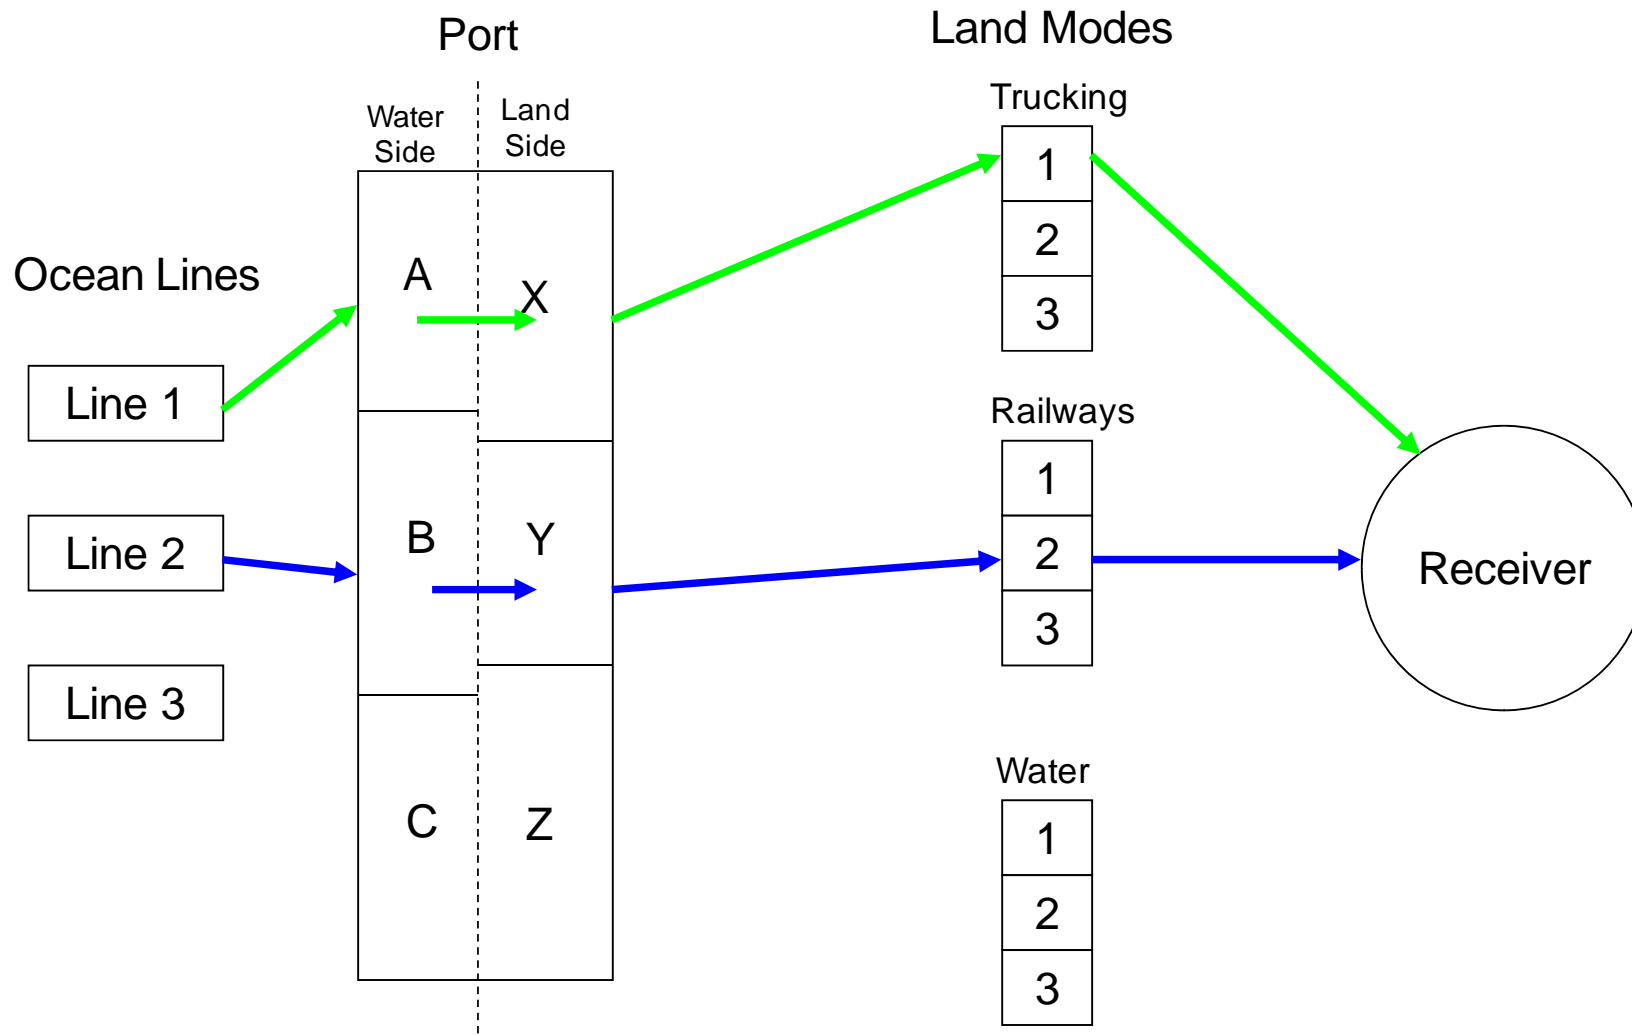 Port
Land Modes
Water
Side
Land
Side
Trucking
1
2
3
Ocean Lines
A
X
Line 1
Railways
1
2
3
Line 2
B
Y
Receiver
Line 3
C
Z
Water
1
2
3